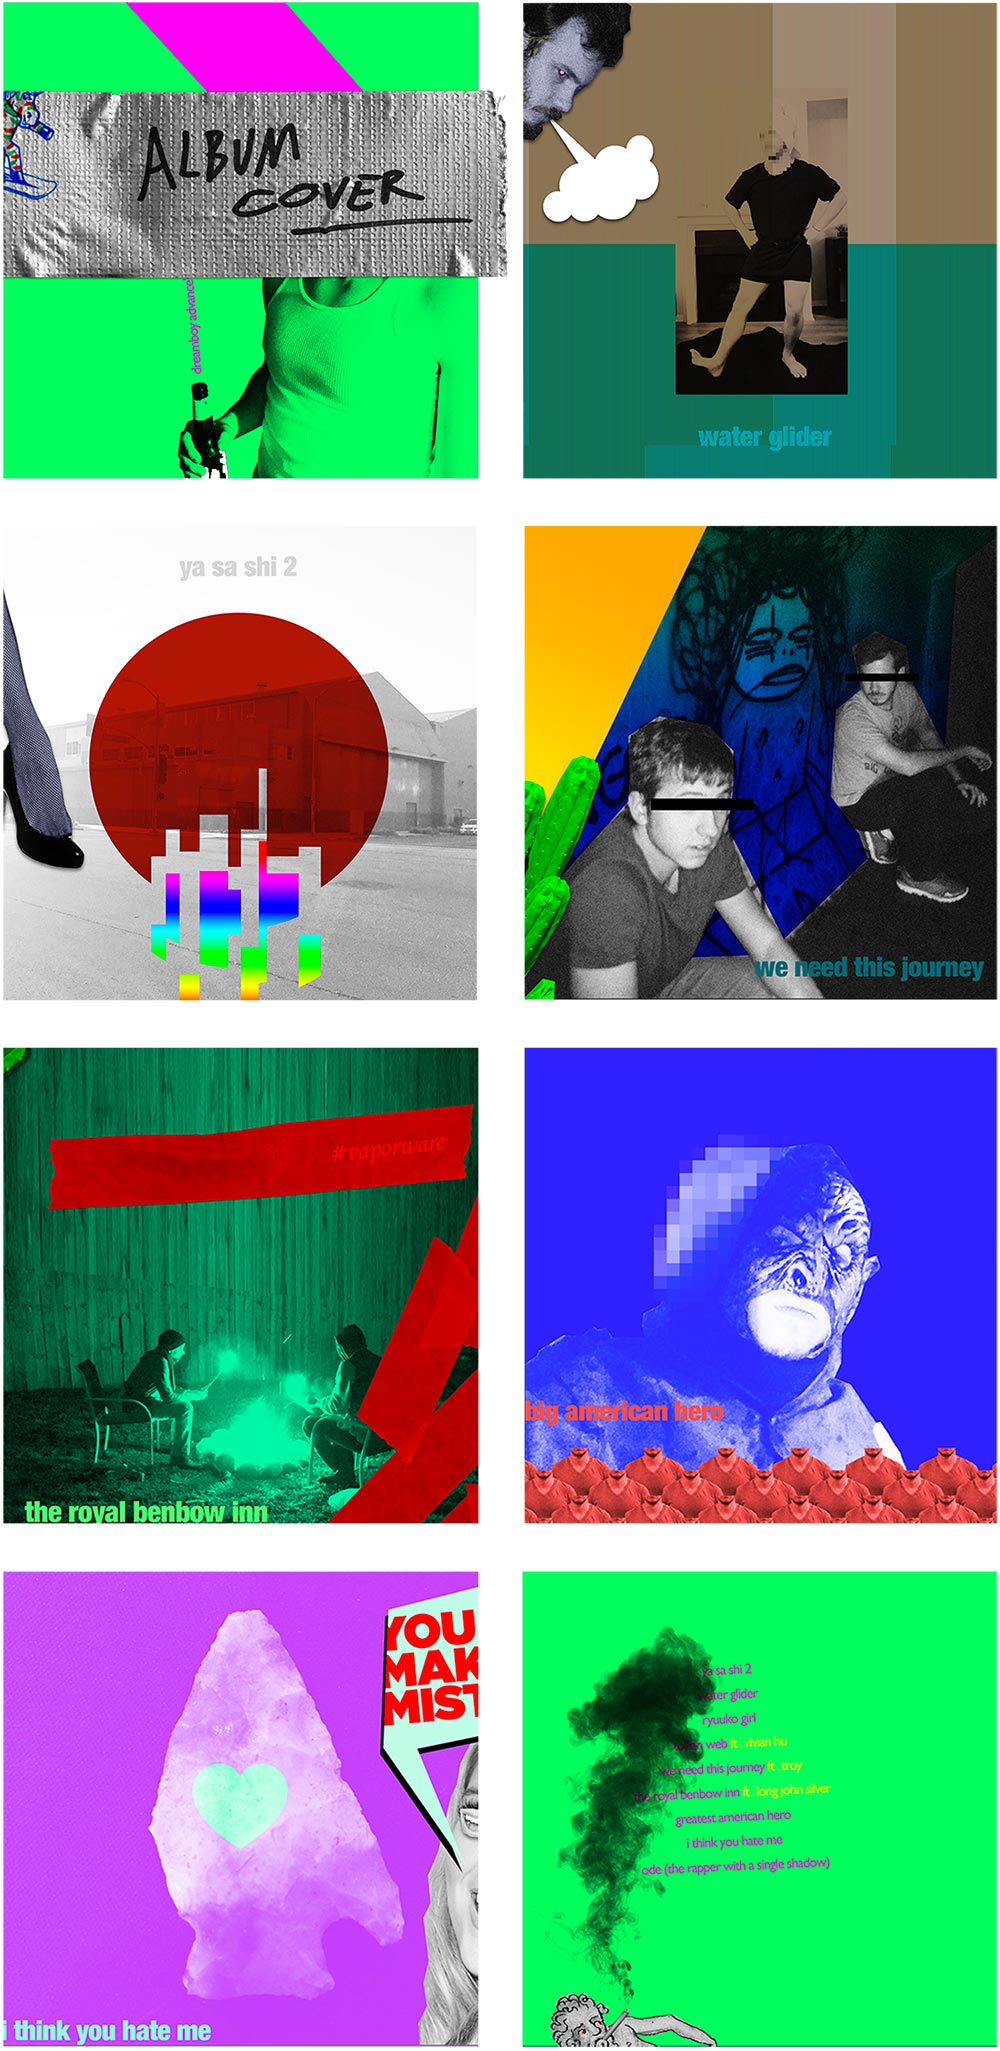 ALBUM
COVER
dreamboy advance
water glider
ya sa shi 2
we need this journey
#vaporware
the royal benbow inn
big american hero
YOU
MAK
MIST
i think you hate me
ya sa shi 2
water glider
ryuuko girl
web ft. vivian hu
we need this journey ft. troy
the royal benbow inn ft. long john silver
greatest american hero
i think you hate me
ode (the rapper with a single shadow)